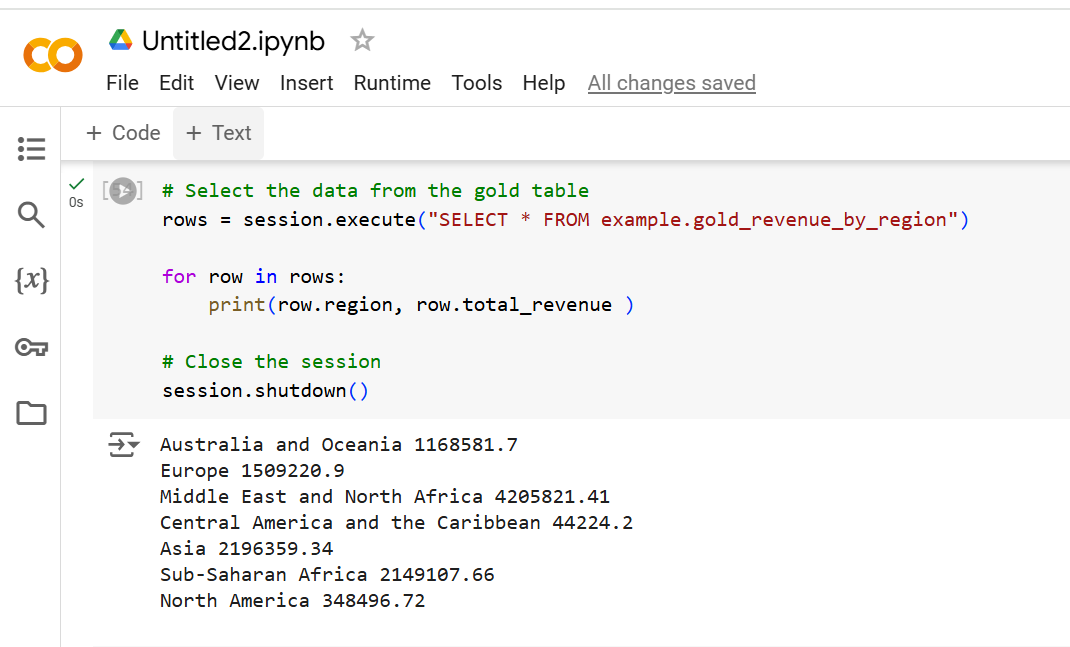 Untitled2.ipynb
File Edit View Insert Runtime Tools Help All changes saved
+ Code + Text
# Select the data from the gold table
rows = session.execute("SELECT * FROM example.gold_revenue_by_region")
0s
for row in rows:
    print(row.region, row.total_revenue )
# Close the session
session.shutdown()
Australia and Oceania 1168581.7
Europe 1509220.9
Middle East and North Africa 4205821.41
Central America and the Caribbean 44224.2
Asia 2196359.34
Sub-Saharan Africa 2149107.66
North America 348496.72